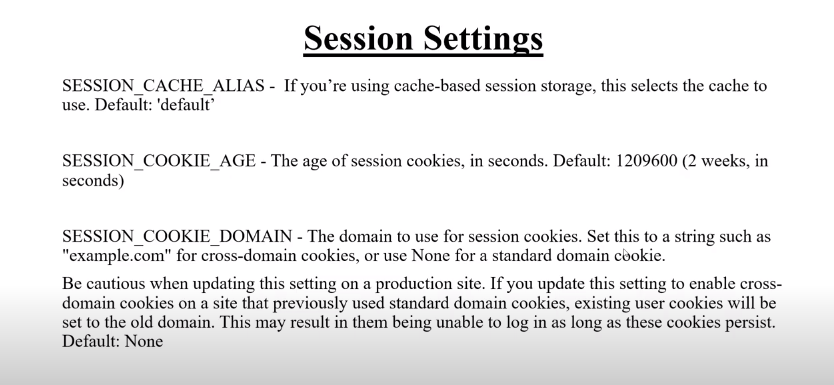 Session Settings
SESSION_CACHE_ALIAS -  If you’re using cache-based session storage, this selects the cache to
use. Default: 'default’
SESSION_COOKIE_AGE - The age of session cookies, in seconds. Default: 1209600 (2 weeks, in
seconds)
SESSION_COOKIE_DOMAIN - The domain to use for session cookies. Set this to a string such as
"example.com" for cross-domain cookies, or use None for a standard domain cookie.
Be cautious when updating this setting on a production site. If you update this setting to enable cross-
domain cookies on a site that previously used standard domain cookies, existing user cookies will be
set to the old domain. This may result in them being unable to log in as long as these cookies persist.
Default: None